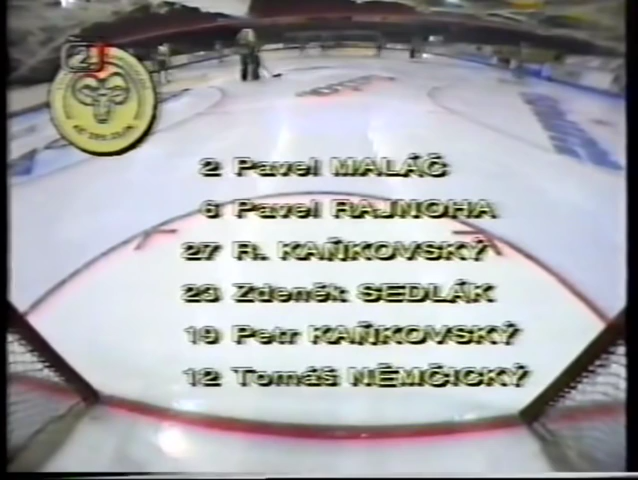 2 Pavel MALÁČ
6 Pavel RAJNOHA
27 R. KAŇKOVSKÝ
23 Zdeněk SEDLÁK
19 Petr KAŇKOVSKÝ
12 Tomáš NĚMČICKÝ